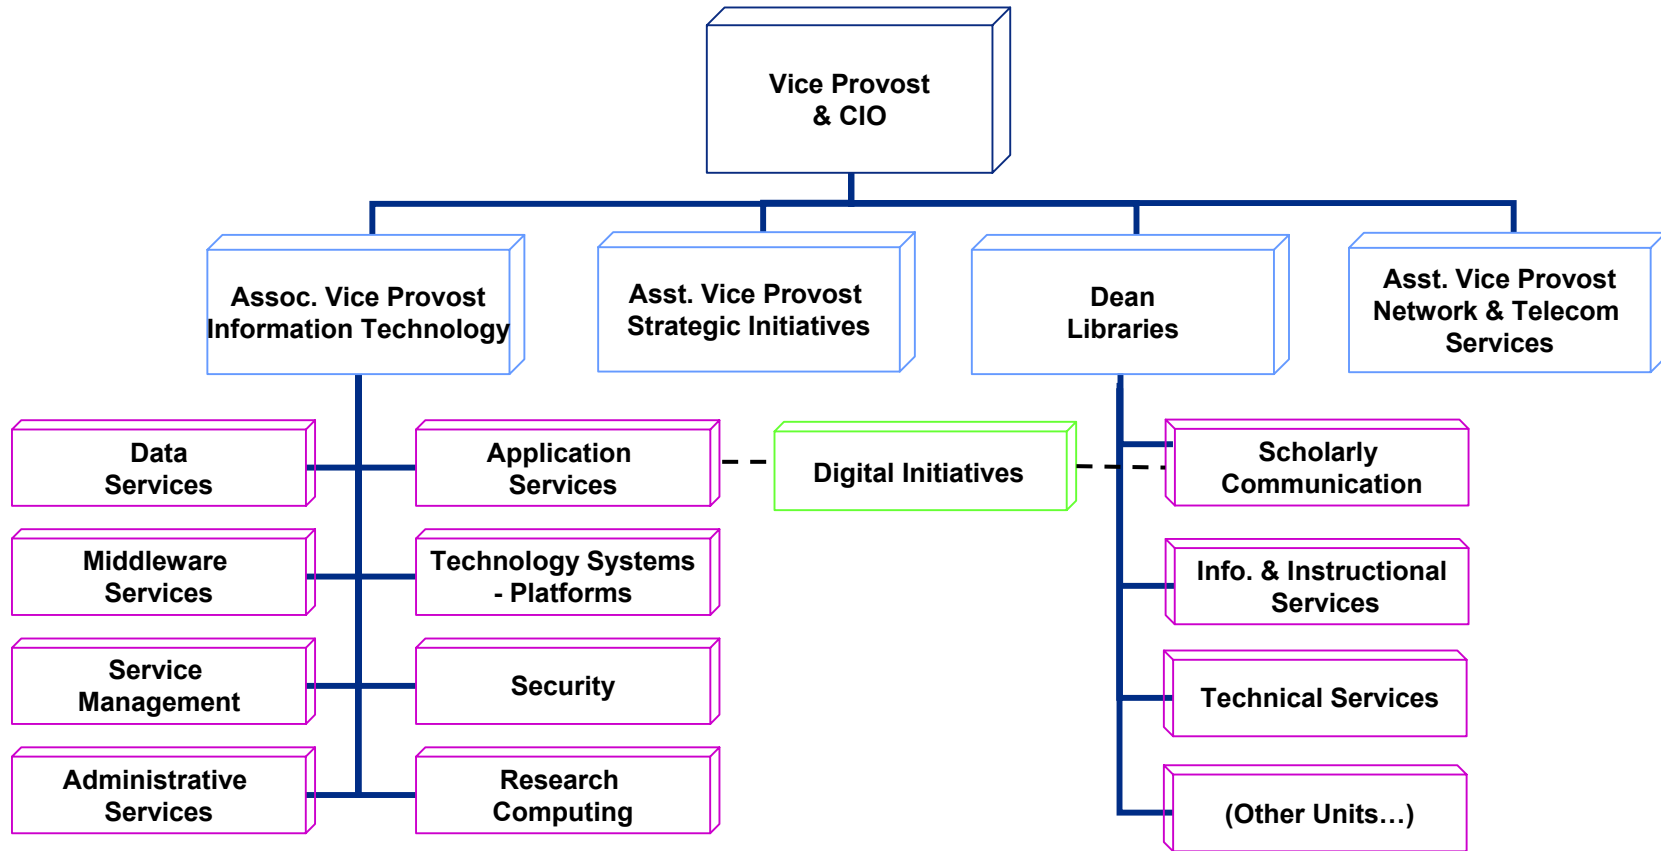 Vice Provost
& CIO
Assoc. Vice Provost
Information Technology
Asst. Vice Provost
Strategic Initiatives
Dean
Libraries
Asst. Vice Provost
Network & Telecom
Services
Data
Services
Application
Services
Digital Initiatives
Scholarly
Communication
Middleware
Services
Technology Systems
- Platforms
Info. & Instructional
Services
Service
Management
Security
Technical Services
Administrative
Services
Research
Computing
(Other Units…)